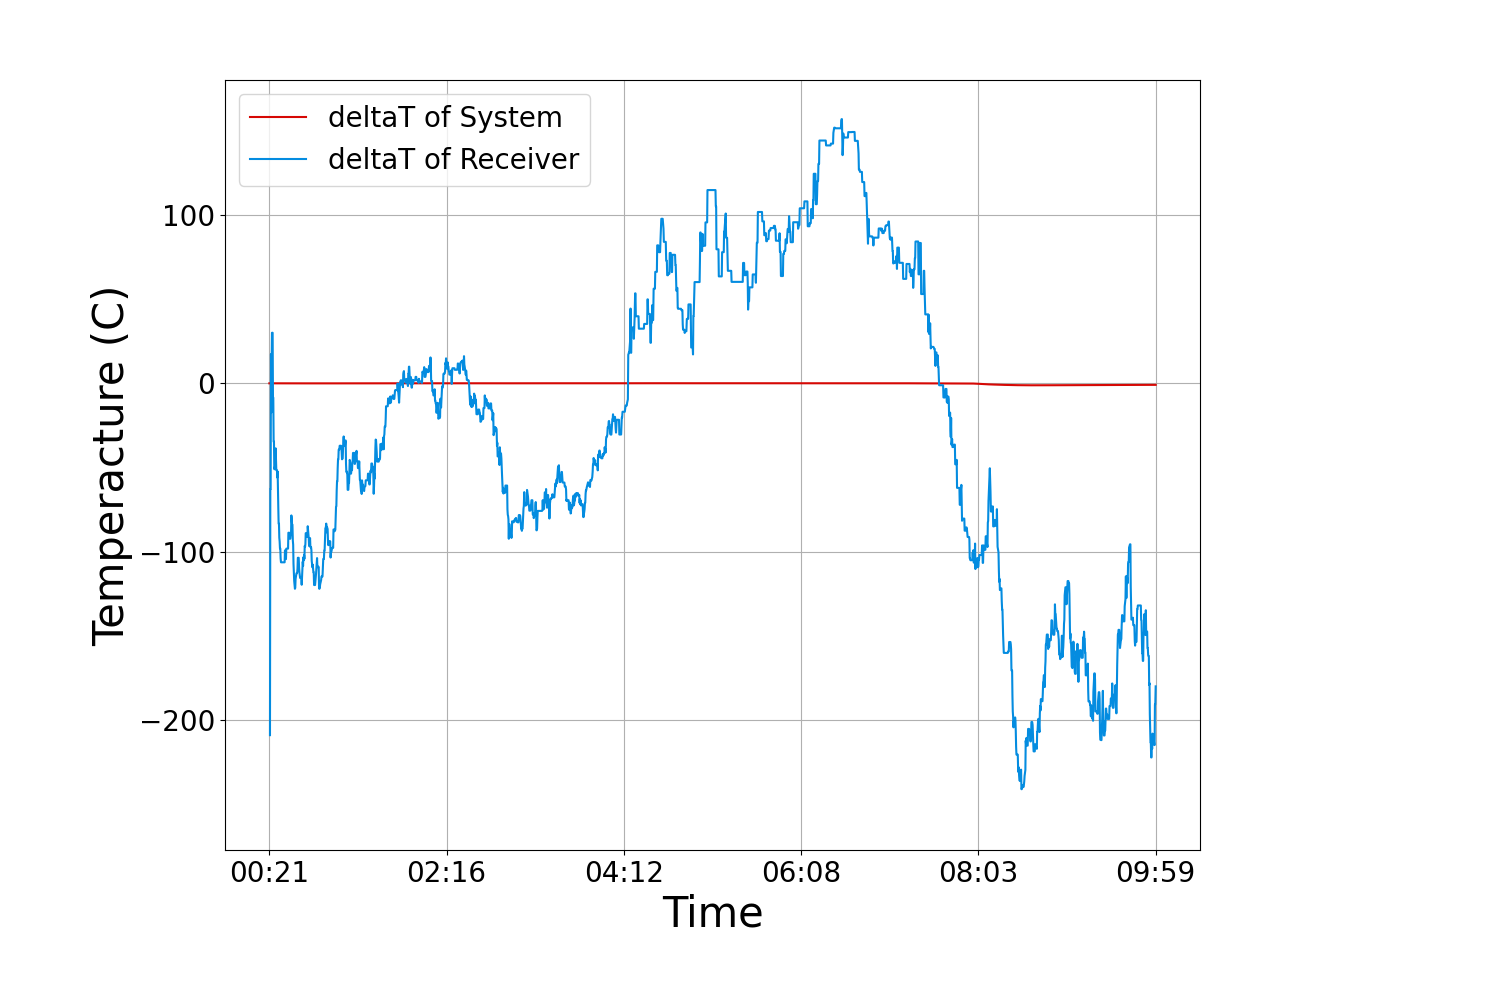 deltaT of System
deltaT of Receiver
Temperacture (C)
100
0
−100
−200
00:21 02:16 04:12 06:08 08:03 09:59
Time